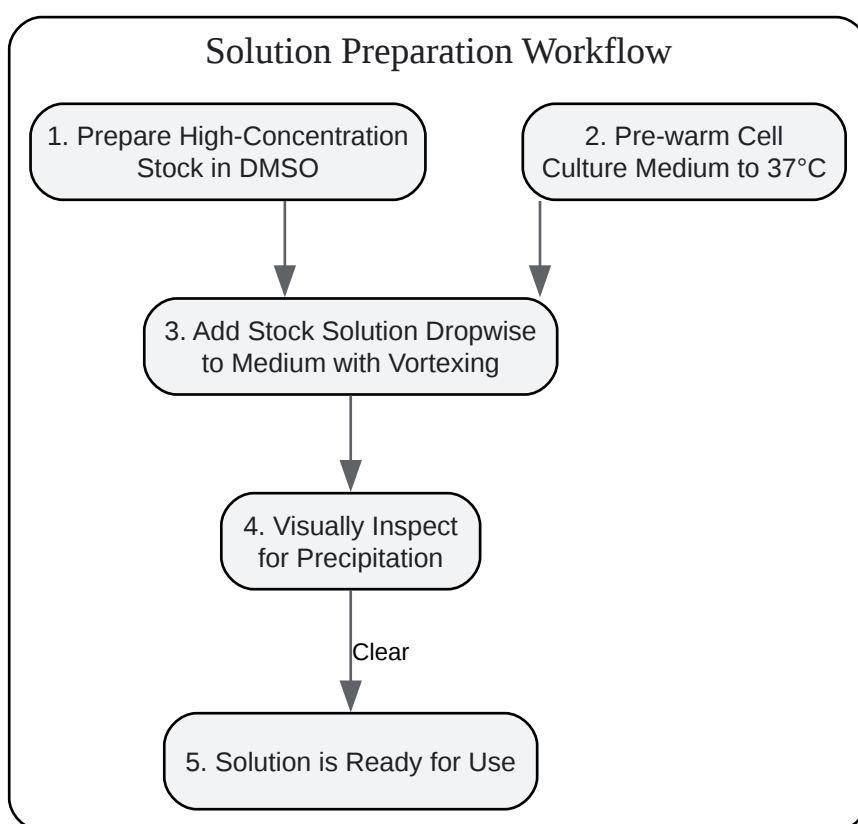 Solution Preparation Workflow
1. Prepare High-Concentration
Stock in DMSO
2. Pre-warm Cell
Culture Medium to 37°C
3. Add Stock Solution Dropwise
to Medium with Vortexing
4. Visually Inspect
for Precipitation
Clear
5. Solution is Ready for Use